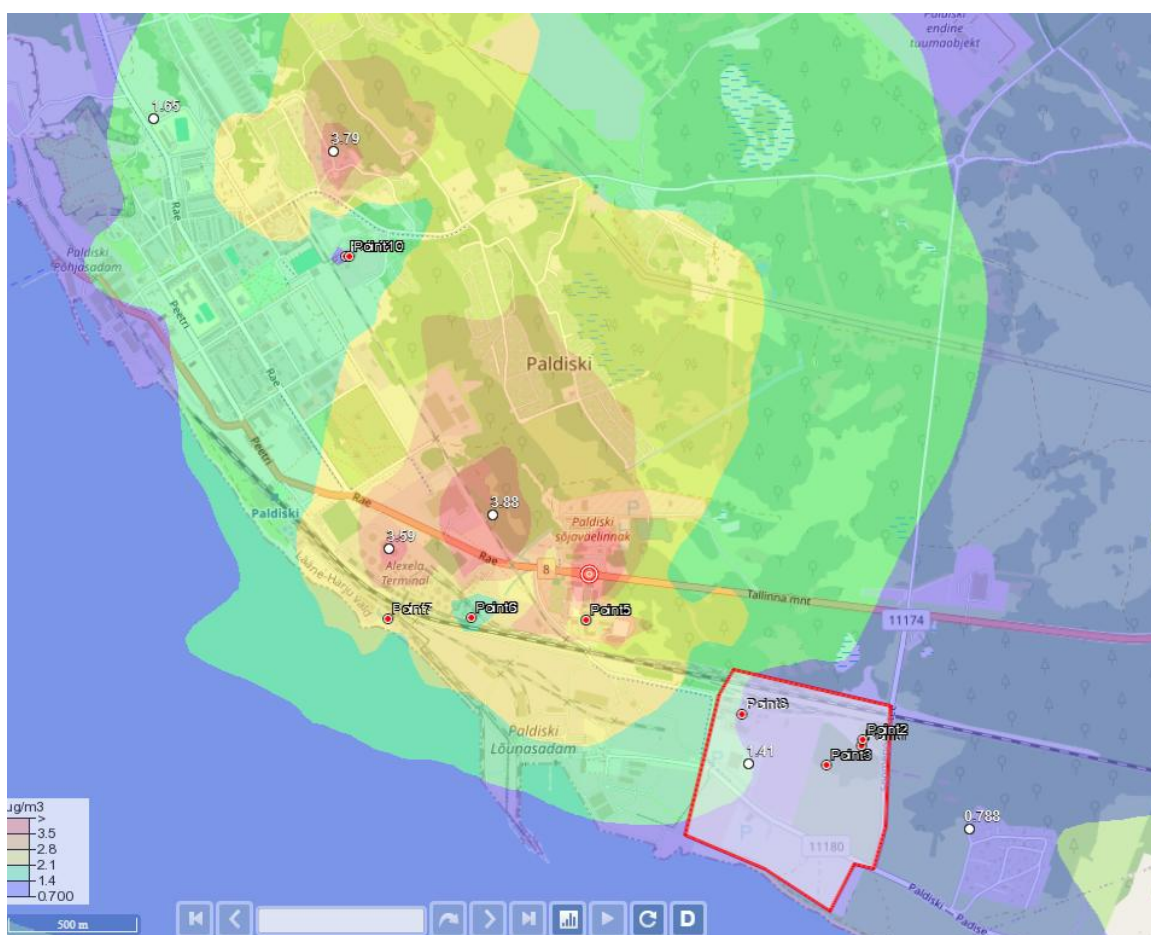 Paldiski
endine
tuumaobjekt
1.65
3.79
Rae
Paldiski
Põhjasadam
Point10
Peetri
Rae
Paldiski
Peetri
Rae
3.88
Paldiski
Paldiski
sõjaväelinnak
3.59
Alexela
Terminal
Rae
8
Lääne-Harju vald
Tallinna mnt
11174
Point7
Point6
Point5
Paldiski
Lõunasadam
Point2
Point3
1.41
0.788
11180
Paldiski - Padise
ug/m3
>
3.5
2.8
2.1
1.4
0.700
500 m
D